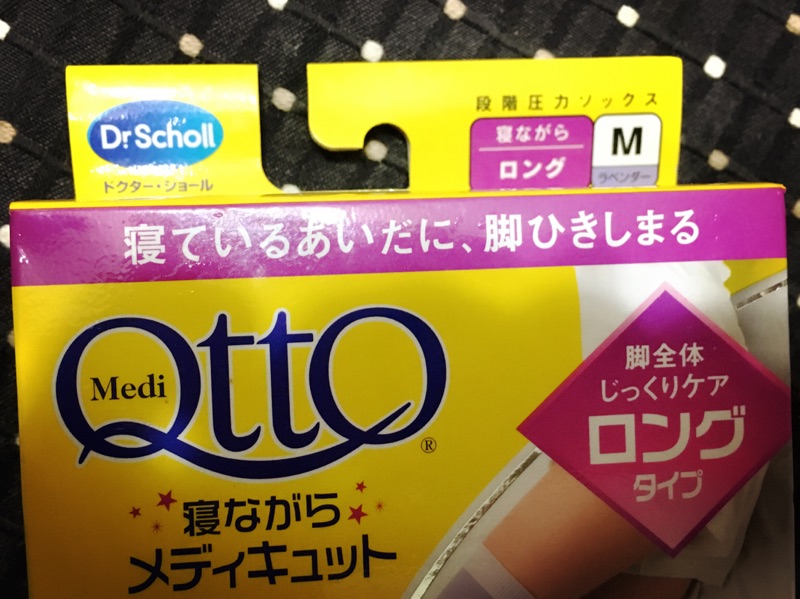 Dr.Scholl
ドクター・ショール
段階圧力ソックス
寝ながら
ロング
M
ラベンダー
寝ているあいだに、脚ひきしまる
Medi
QttO
®
脚全体
じっくりケア
ロング
タイプ
寝ながら
メディキュット